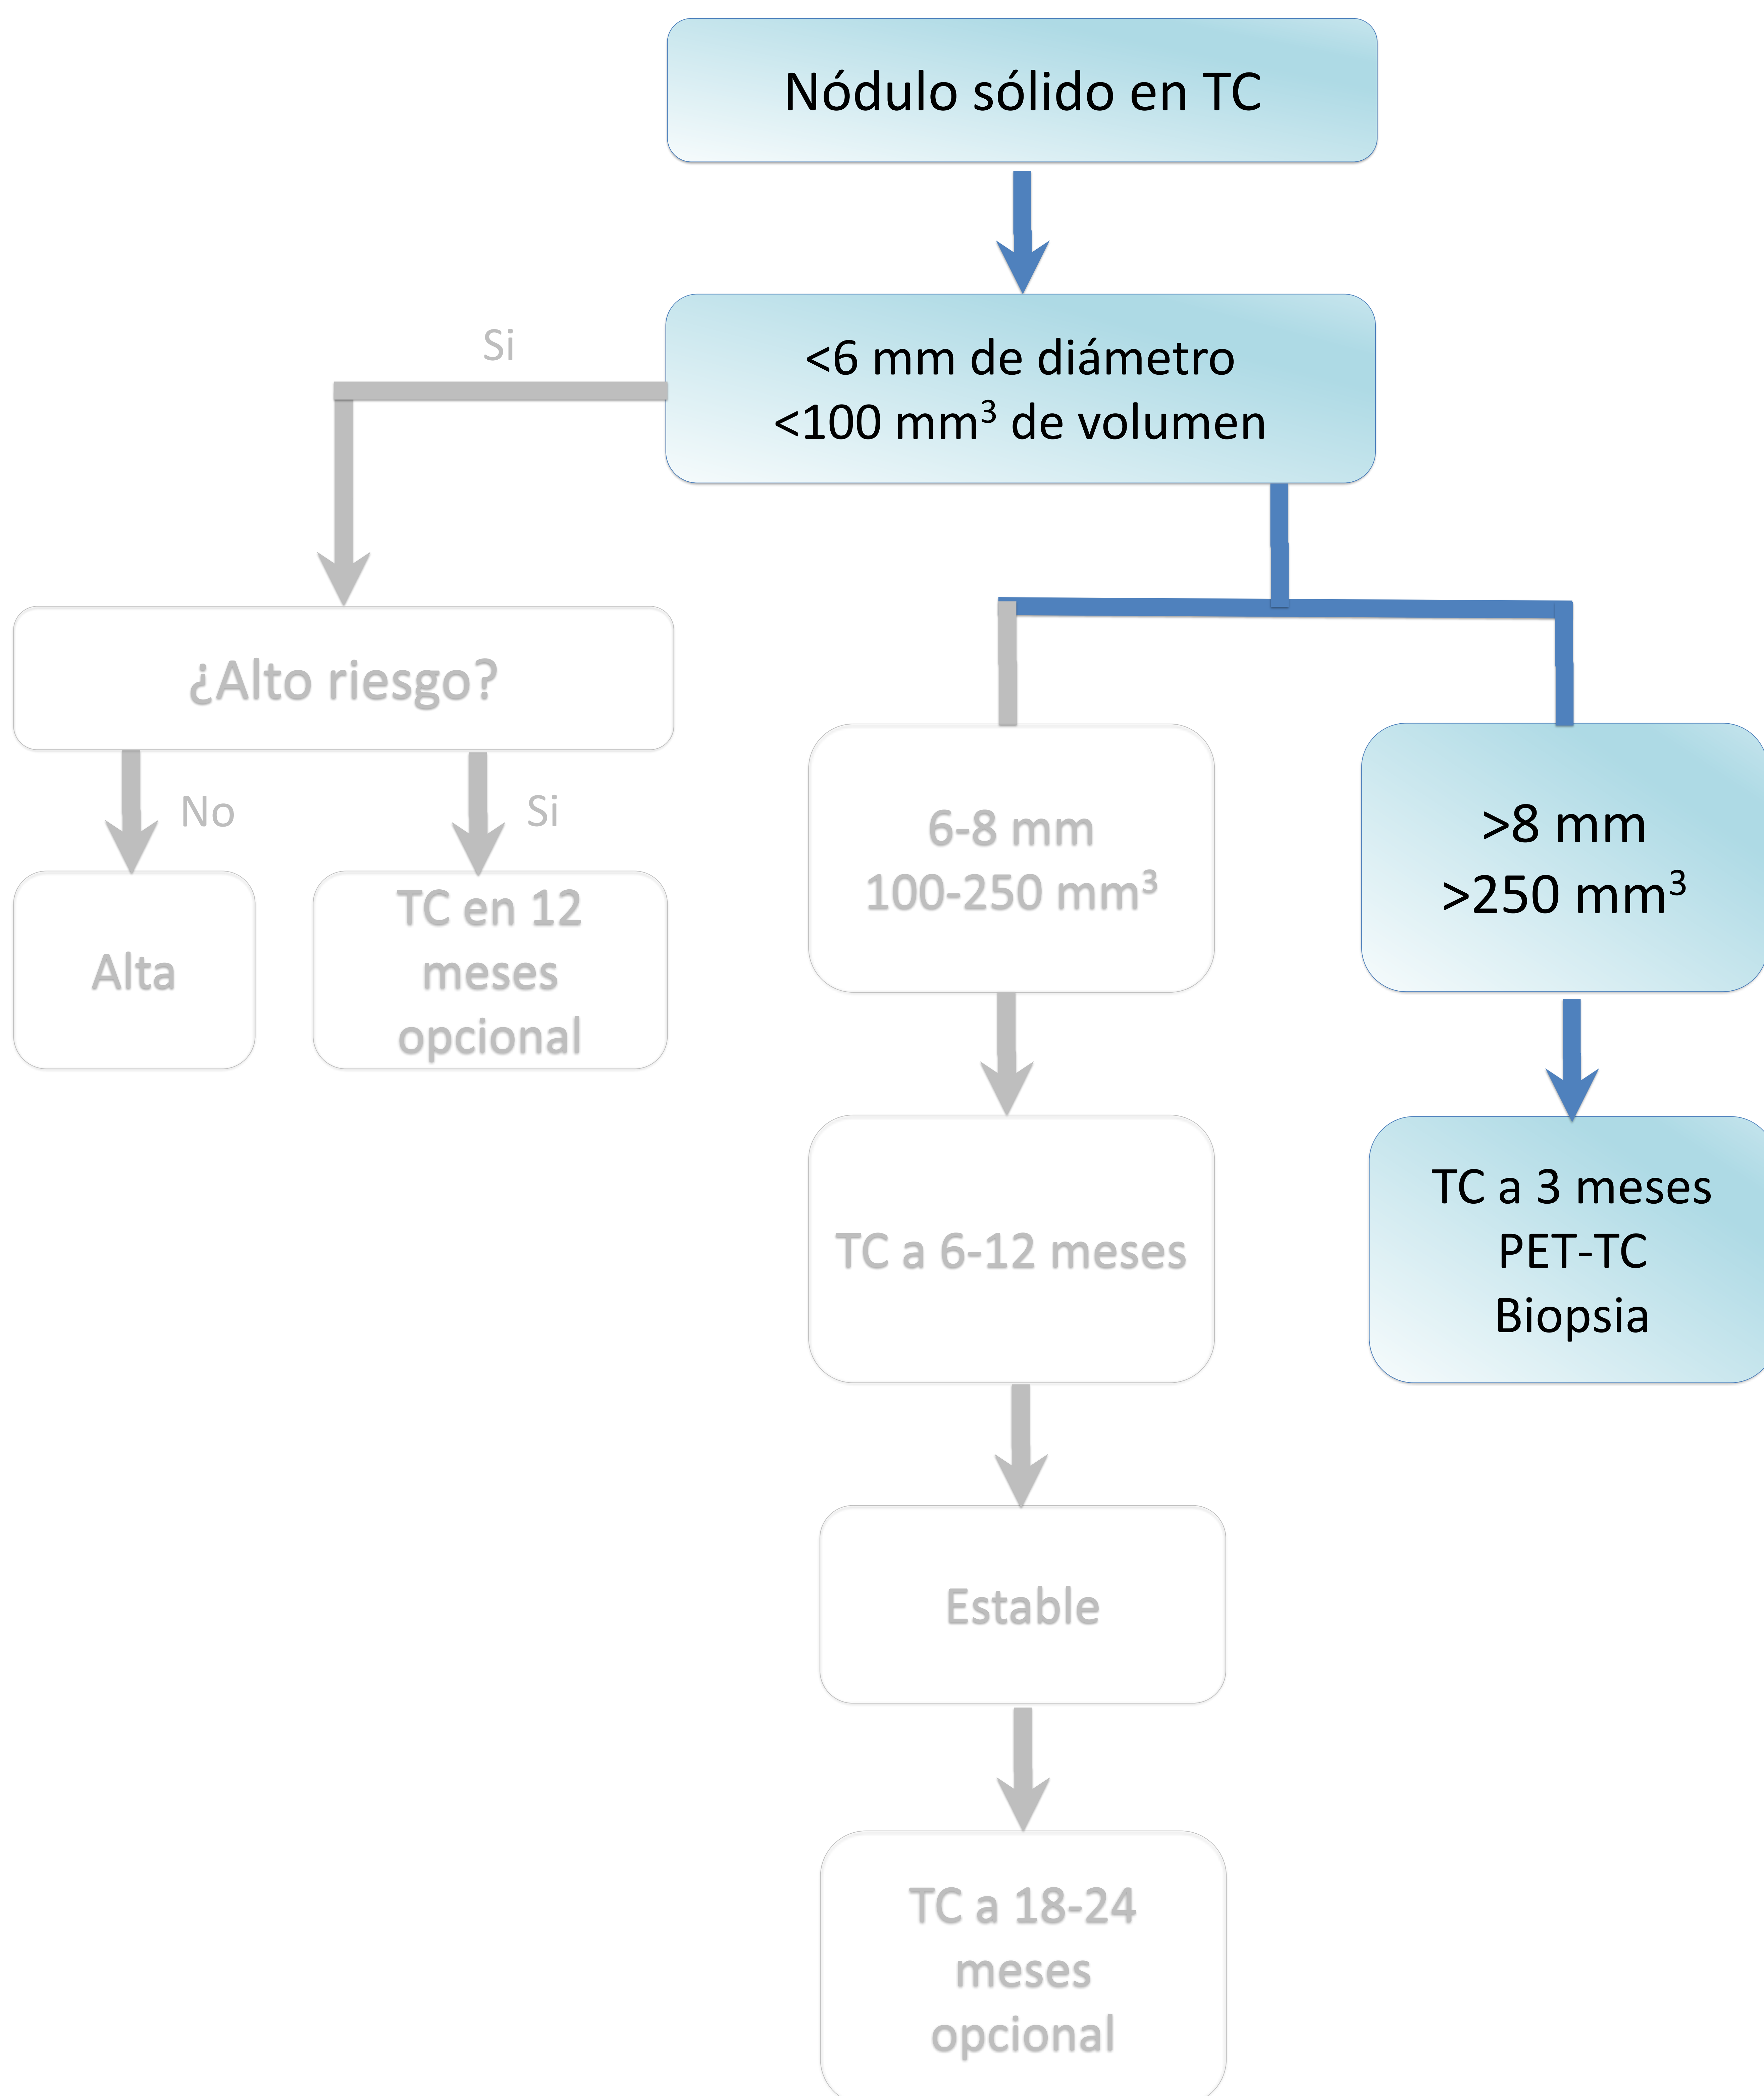 Nódulo sólido en TC
Si
<6 mm de diámetro
<100 mm³ de volumen
¿Alto riesgo?
No
Si
Alta
TC en 12
meses
opcional
6-8 mm
100-250 mm³
>8 mm
>250 mm³
TC a 6-12 meses
TC a 3 meses
PET-TC
Biopsia
Estable
TC a 18-24
meses
opcional